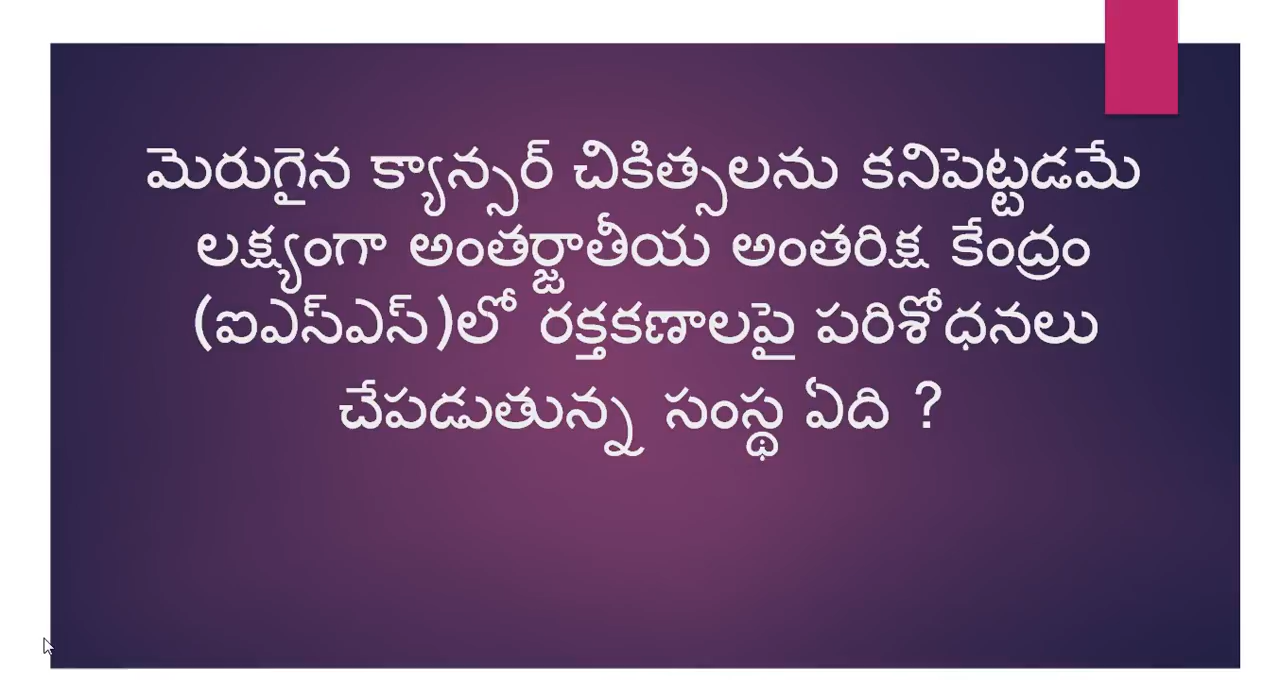 మెరుగైన క్యాన్సర్ చికిత్సలను కనిపెట్టడమే
లక్ష్యంగా అంతర్జాతీయ అంతరిక్ష కేంద్రం
(ఐఎస్ఎస్)లో రక్తకణాలపై పరిశోధనలు
చేపడుతున్న సంస్థ ఏది ?